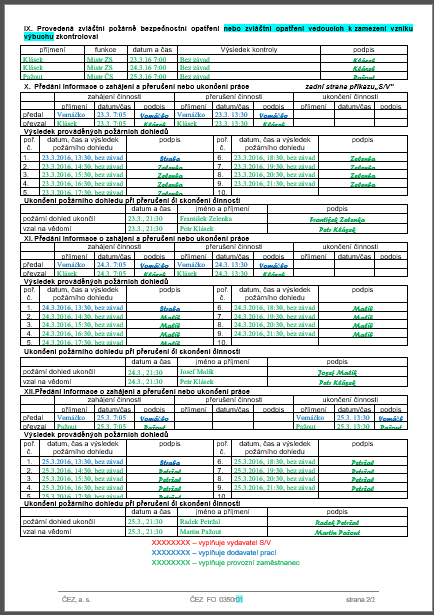 IX. Provedená zvláštní požárně bezpečnostní opatření nebo zvláštní opatření vedoucích k zamezení vzniku
výbuchu zkontroloval
příjmení funkce datum a čas Výsledek kontroly podpis
Klásek Mistr ZS 23.3.16 7:00 Bez závad Klásek
Klásek Mistr ZS 24.3.16 7:00 Bez závad Klásek
Pažout Mistr ČS 25.3.16 7:00 Bez závad Pažout
X. Předání informace o zahájení a přerušení nebo ukončení práce zadní strana příkazu„S/V“
zahájení činnosti přerušení činnosti ukončení činnosti
příjmení datum/čas podpis příjmení datum/čas podpis příjmení datum/čas podpis
předal Vomáčko 23.3. 7:05 Vomáčko Vomáčko 23.3. 13:30 Vomáčko
převzal Klásek 23.3. 7:05 Klásek Klásek 23.3. 13:30 Klásek
Výsledek prováděných požárních dohledů
poř. č. datum, čas a výsledek požárního dohledu podpis poř. č. datum, čas a výsledek požárního dohledu podpis
1. 23.3.2016, 13:30, bez závad Straka 6. 23.3.2016, 18:30, bez závad Zelenka
2. 23.3.2016, 14:30, bez závad Zelenka 7. 23.3.2016, 19:30, bez závad Zelenka
3. 23.3.2016, 15:30, bez závad Zelenka 8. 23.3.2016, 20:30, bez závad Zelenka
4. 23.3.2016, 16:30, bez závad Zelenka 9. 23.3.2016, 21:30, bez závad Zelenka
5. 23.3.2016, 17:30, bez závad Zelenka 10.
Ukončení požárního dohledu při přerušení či skončení činnosti
datum a čas jméno a příjmení podpis
požární dohled ukončil 23.3., 21:30 František Zelenka František Zelenka
vzal na vědomí 23.3., 21:30 Petr Klásek Petr Klásek
XI. Předání informace o zahájení a přerušení nebo ukončení práce
zahájení činnosti přerušení činnosti ukončení činnosti
příjmení datum/čas podpis příjmení datum/čas podpis příjmení datum/čas podpis
předal Vomáčko 24.3. 7:05 Vomáčko Vomáčko 24.3. 13:30 Vomáčko
převzal Klásek 24.3. 7:05 Klásek Klásek 24.3. 13:30 Klásek
Výsledek prováděných požárních dohledů
poř. č. datum, čas a výsledek požárního dohledu podpis poř. č. datum, čas a výsledek požárního dohledu podpis
1. 24.3.2016, 13:30, bez závad Straka 6. 24.3.2016, 18:30, bez závad Malík
2. 24.3.2016, 14:30, bez závad Malík 7. 24.3.2016, 19:30, bez závad Malík
3. 24.3.2016, 15:30, bez závad Malík 8. 24.3.2016, 20:30, bez závad Malík
4. 24.3.2016, 16:30, bez závad Malík 9. 24.3.2016, 21:30, bez závad Malík
5. 24.3.2016, 17:30, bez závad Malík 10.
Ukončení požárního dohledu při přerušení či skončení činnosti
datum a čas jméno a příjmení podpis
požární dohled ukončil 24.3., 21:30 Josef Malík Josef Malík
vzal na vědomí 24.3., 21:30 Petr Klásek Petr Klásek
XII.Předání informace o zahájení a přerušení nebo ukončení práce
zahájení činnosti přerušení činnosti ukončení činnosti
příjmení datum/čas podpis příjmení datum/čas podpis příjmení datum/čas podpis
předal Vomáčko 25.3. 7:05 Vomáčko Vomáčko 25.3. 13:30 Vomáčko
převzal Pažout 25.3. 7:05 Pažout Pažout 25.3. 13:30 Pažout
Výsledek prováděných požárních dohledů
poř. č. datum, čas a výsledek požárního dohledu podpis poř. č. datum, čas a výsledek požárního dohledu podpis
1. 25.3.2016, 13:30, bez závad Straka 6. 25.3.2016, 18:30, bez závad Petržal
2. 25.3.2016, 14:30, bez závad Petržal 7. 25.3.2016, 19:30, bez závad Petržal
3. 25.3.2016, 15:30, bez závad Petržal 8. 25.3.2016, 20:30, bez závad Petržal
4. 25.3.2016, 16:30, bez závad Petržal 9. 25.3.2016, 21:30, bez závad Petržal
5. 25.3.2016, 17:30, bez závad Petržal 10.
Ukončení požárního dohledu při přerušení či skončení činnosti
datum a čas jméno a příjmení podpis
požární dohled ukončil 25.3., 21:30 Radek Petržal Radek Petržal
vzal na vědomí 25.3., 21:30 Martin Pažout Martin Pažout
XXXXXXXX – vyplňuje vydavatel S/V
XXXXXXXX – vyplňuje dodavatel prací
XXXXXXXX – vyplňuje provozní zaměstnanec
ČEZ, a. s. ČEZ_FO_0350r01 strana 2/2